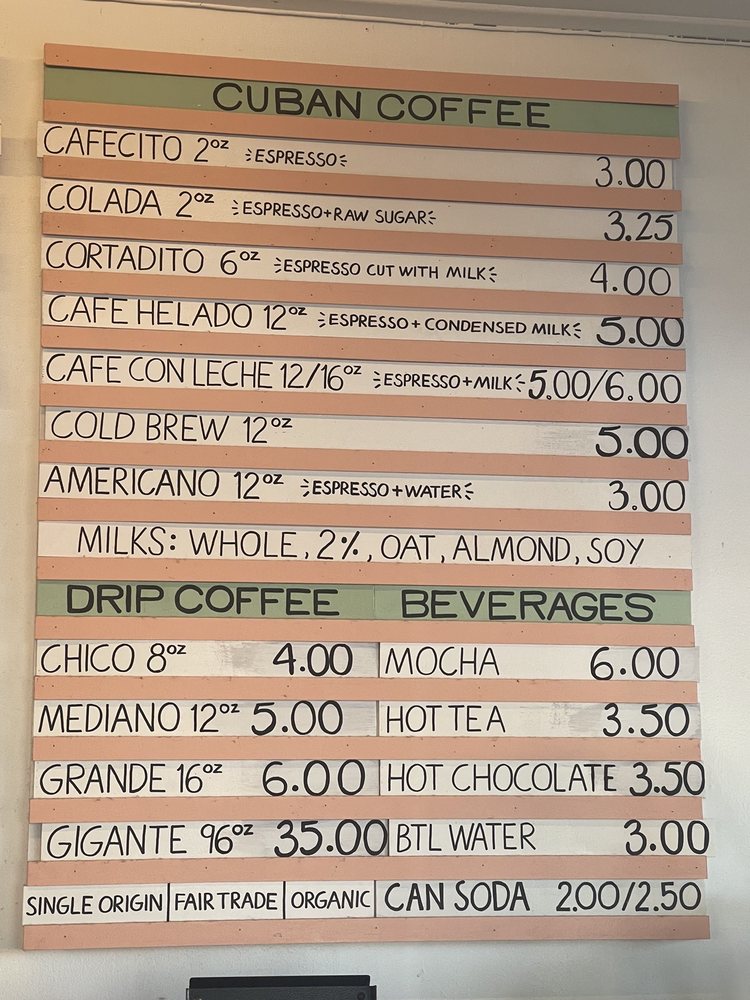 CUBAN COFFEE
CAFECITO 2oz ESPRESSO 3.00
COLADA 2oz ESPRESSO+RAW SUGAR 3.25
CORTADITO 6oz ESPRESSO CUT WITH MILK 4.00
CAFE HELADO 12oz ESPRESSO + CONDENSED MILK 5.00
CAFE CON LECHE 12/16oz ESPRESSO+MILK 5.00/6.00
COLD BREW 12oz 5.00
AMERICANO 12oz ESPRESSO+WATER 3.00
MILKS: WHOLE, 2%, OAT, ALMOND, SOY
DRIP COFFEE
CHICO 8oz 4.00
MEDIANO 12oz 5.00
GRANDE 16oz 6.00
GIGANTE 96oz 35.00
SINGLE ORIGIN FAIR TRADE ORGANIC
BEVERAGES
MOCHA 6.00
HOT TEA 3.50
HOT CHOCOLATE 3.50
BTL WATER 3.00
CAN SODA 2.00/2.50